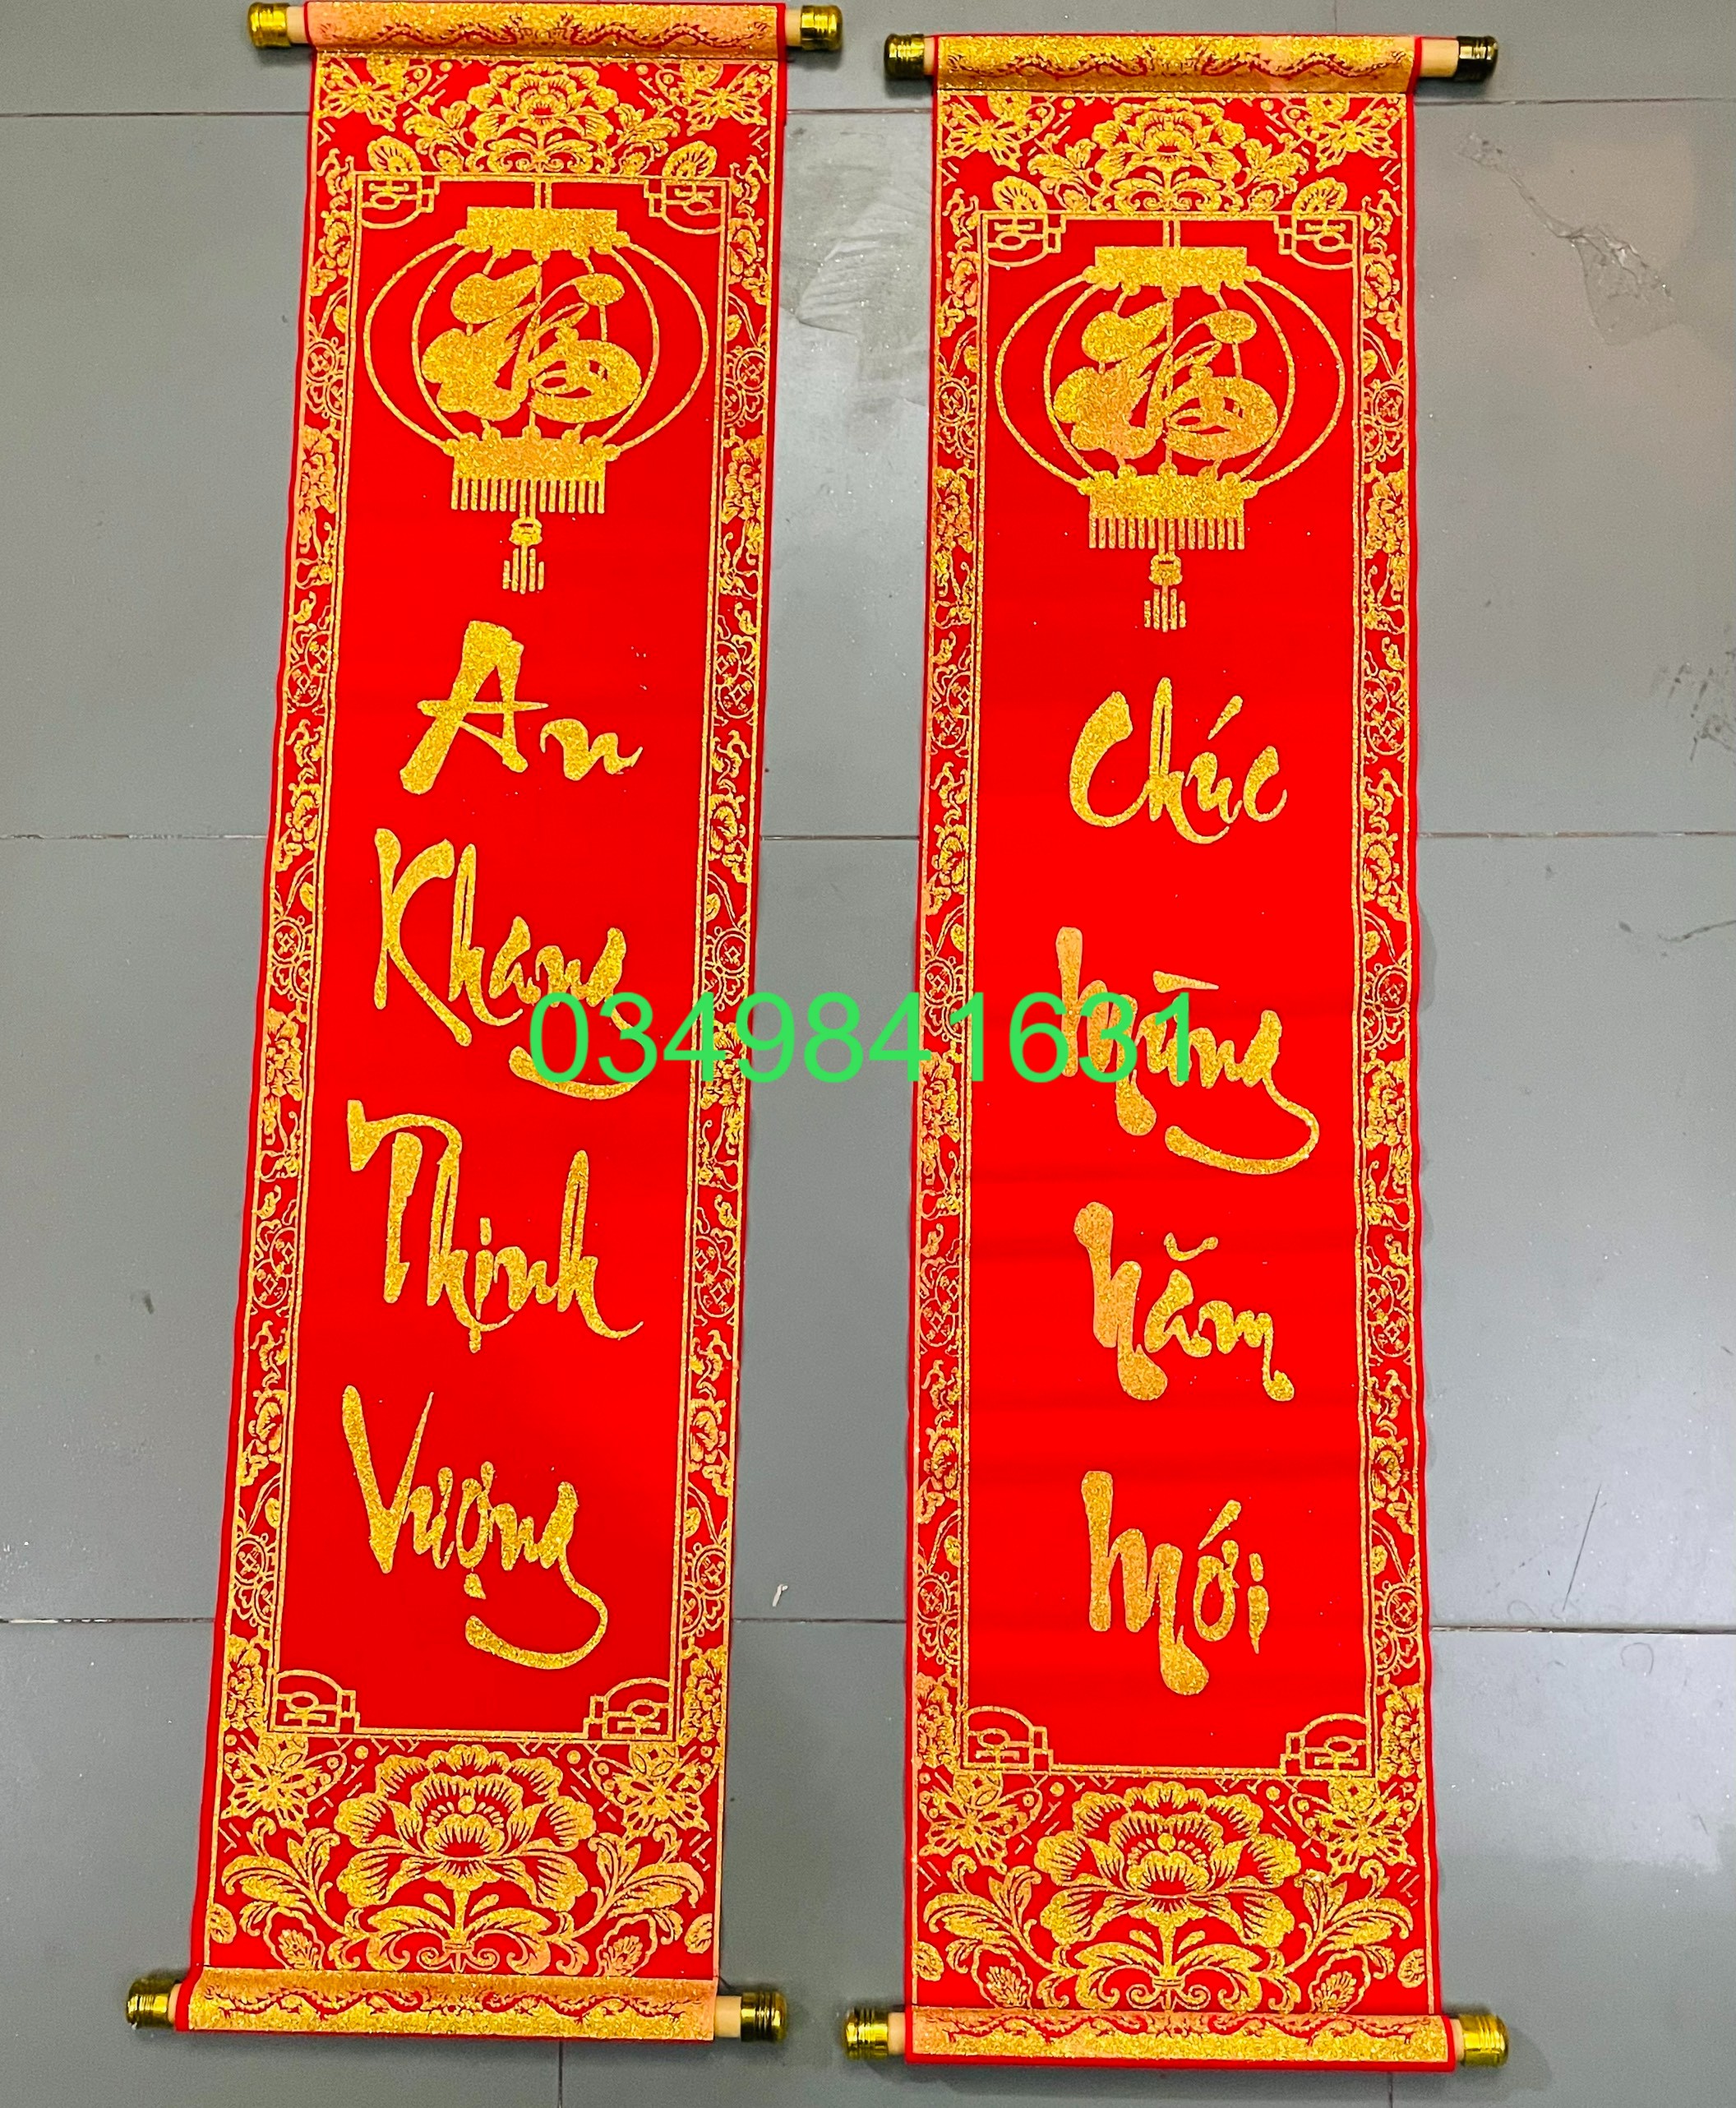 福
An
Khang
Thịnh
Vượng
福
Chúc
Mừng
Năm
Mới
0349841631